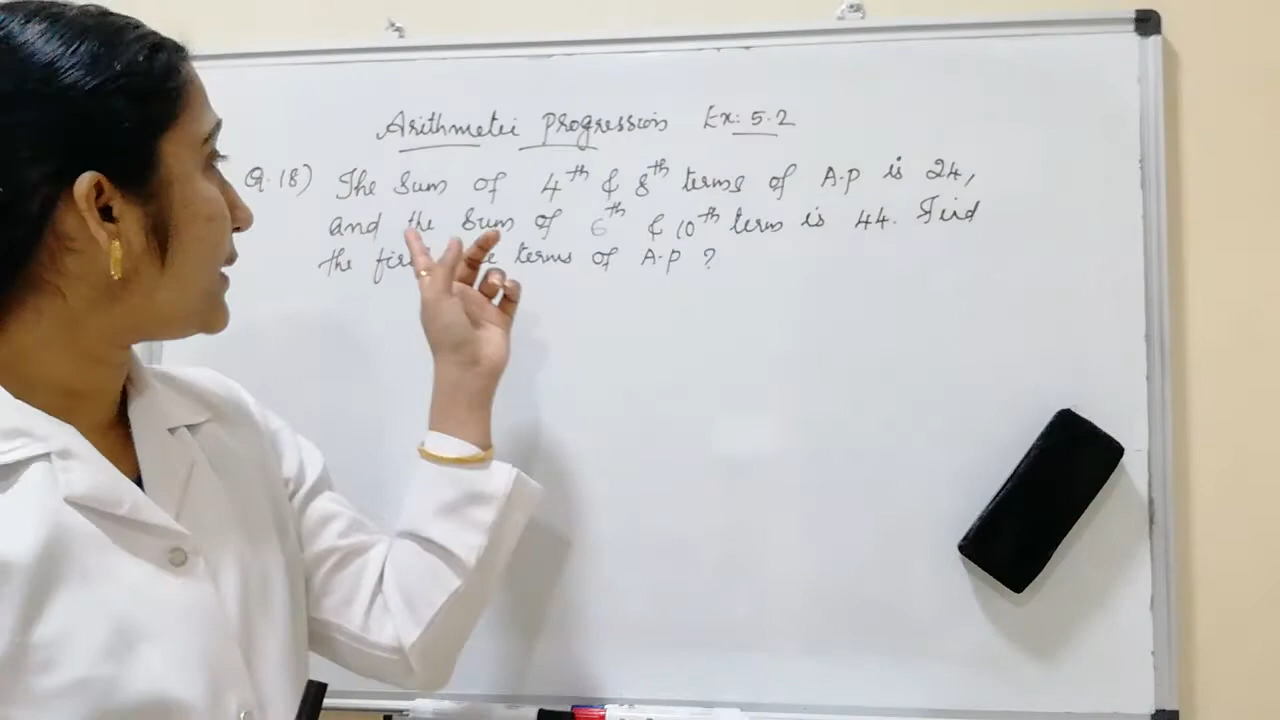 Arithmetic progression Ex: 5.2
Q.18) The Sum of 4th & 8th terms of A.P is 24,
and the Sum of 6th & 10th term is 44. Find
the terms of A.P ?